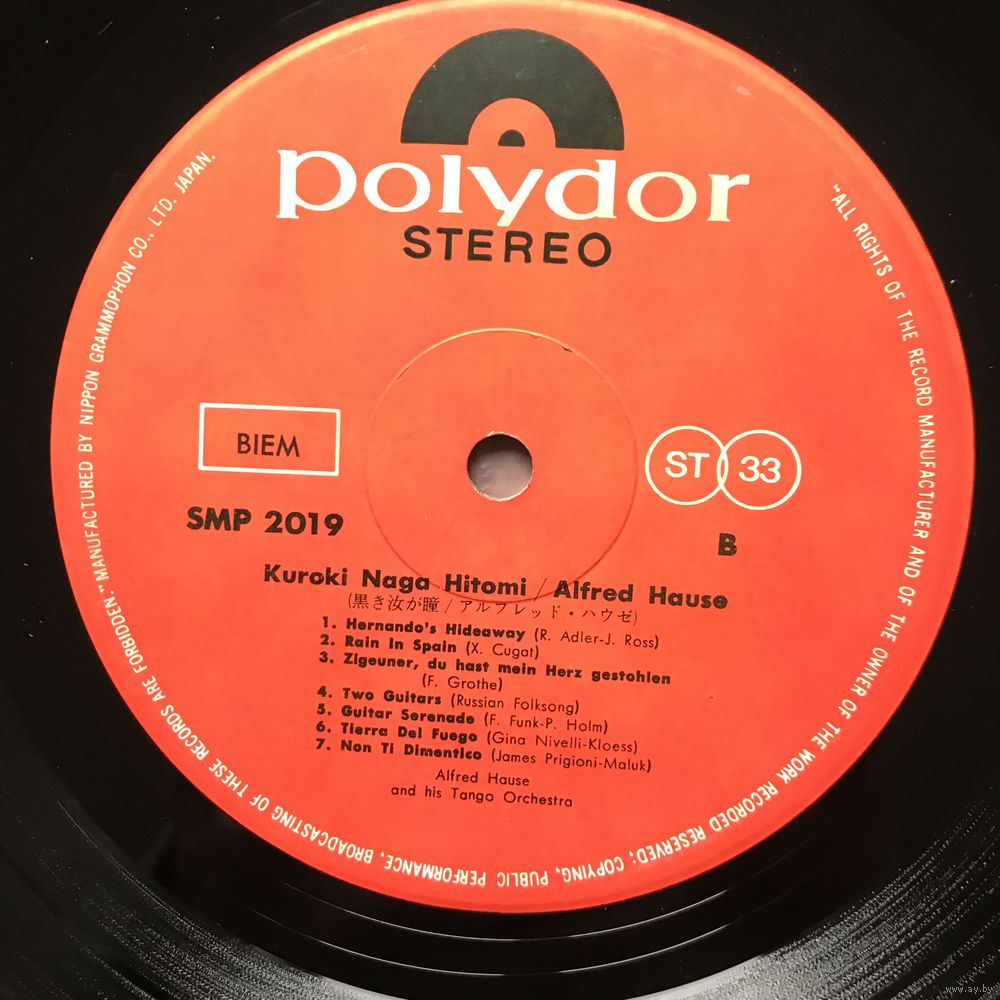 polydor
STEREO
BIEM
ST 33
SMP 2019
B
Kuroki Naga Hitomi / Alfred Hause
(黒き汝が瞳 / アルフレッド・ハウゼ)
1. Hernando's Hideaway (R. Adler-J. Ross)
2. Rain In Spain (X. Cugat)
3. Zigeuner, du hast mein Herz gestohlen
(F. Grothe)
4. Two Guitars (Russian Folksong)
5. Guitar Serenade (F. Funk-P. Holm)
6. Tierra Del Fuego (Gina Nivelli-Kloess)
7. Non Ti Dimentico (James Prigioni-Maluk)
Alfred Hause
and his Tango Orchestra
"ALL RIGHTS OF THE RECORD MANUFACTURER AND OF THE OWNER OF THE WORK RECORDED RESERVED; COPYING, PUBLIC PERFORMANCE, BROADCASTING OF THESE RECORDS ARE FORBIDDEN." MANUFACTURED BY NIPPON GRAMMOPHON CO., LTD. JAPAN.
www.ay.by